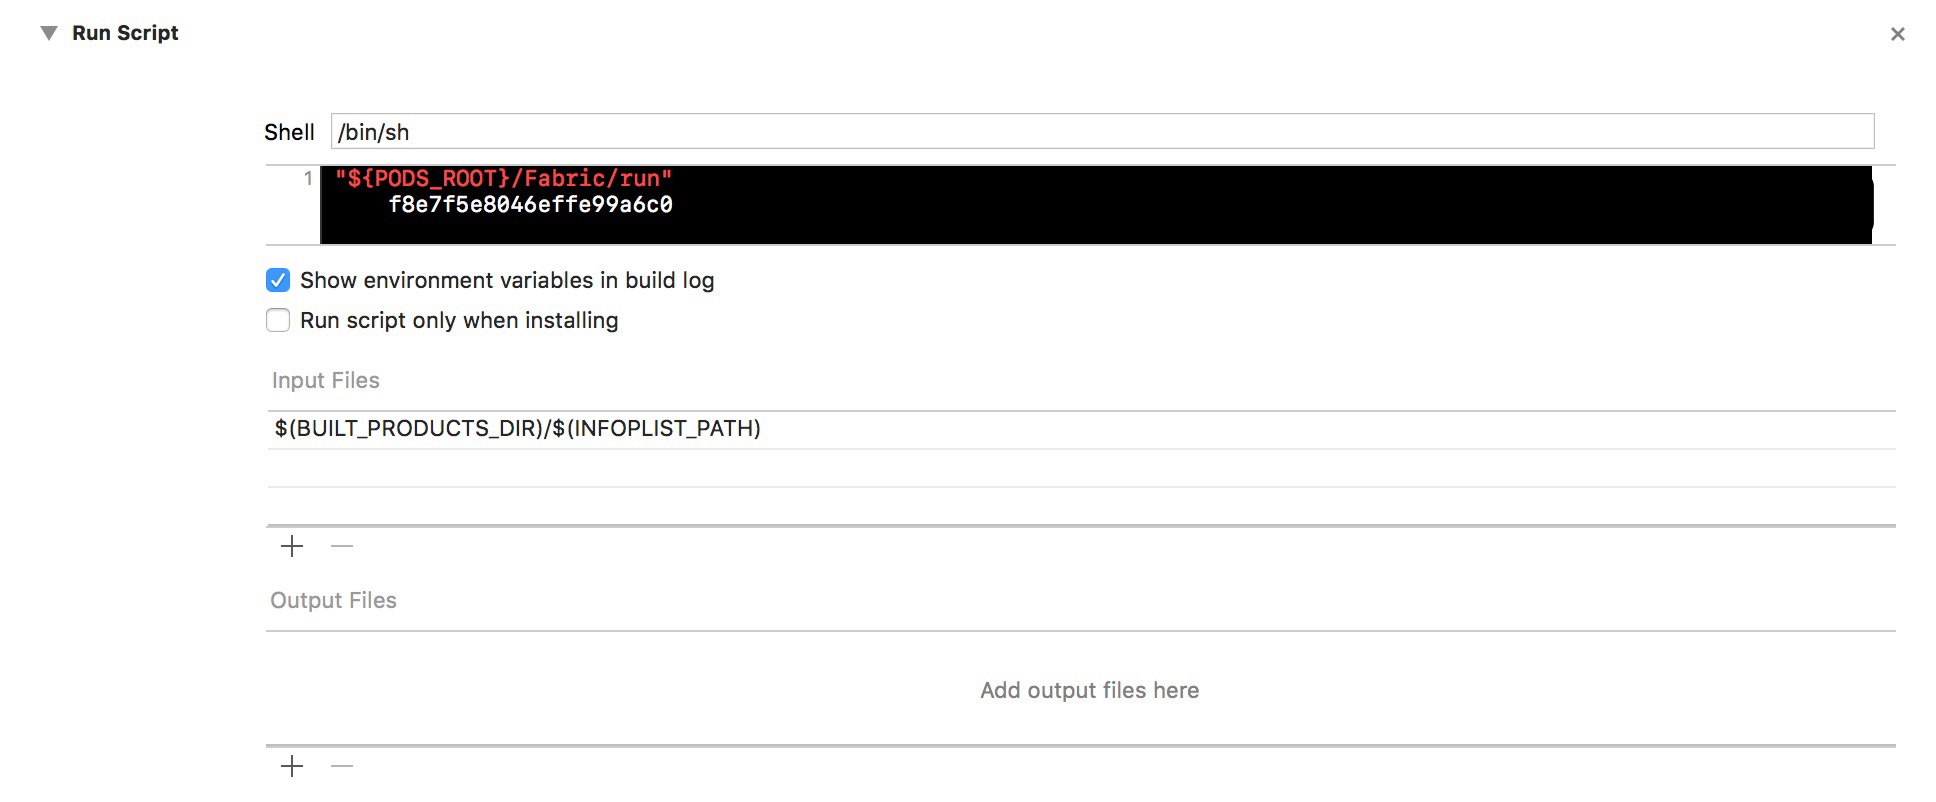 Run Script
Shell /bin/sh
1 "${PODS_ROOT}/Fabric/run"
f8e7f5e8046effe99a6c0
Show environment variables in build log
Run script only when installing
Input Files
$(BUILT_PRODUCTS_DIR)/$(INFOPLIST_PATH)
Output Files
Add output files here